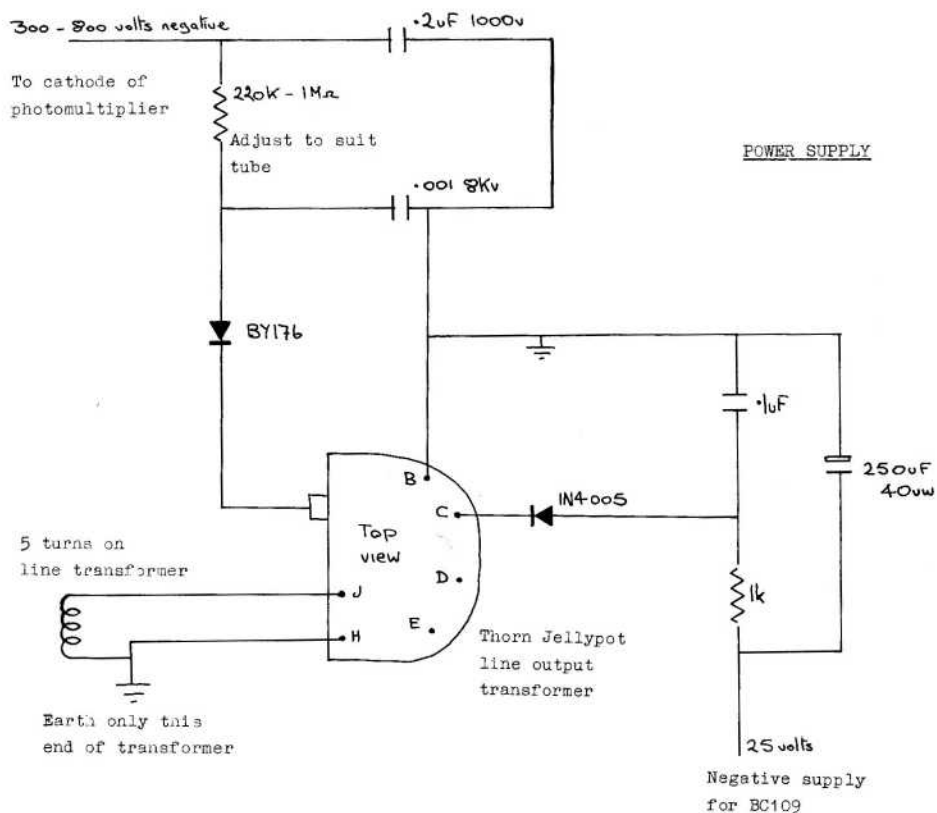 300 - 800 volts negative
.2uF 1000v
To cathode of
photomultiplier
220K - 1MΩ
Adjust to suit
tube
POWER SUPPLY
.001 8Kv
BY176
.1uF
250uF
40vw
B
C
IN4005
Top
view
D
E
J
H
1k
5 turns on
line transformer
Thorn Jellypot
line output
transformer
Earth only this
end of transformer
25 volts
Negative supply
for BC109